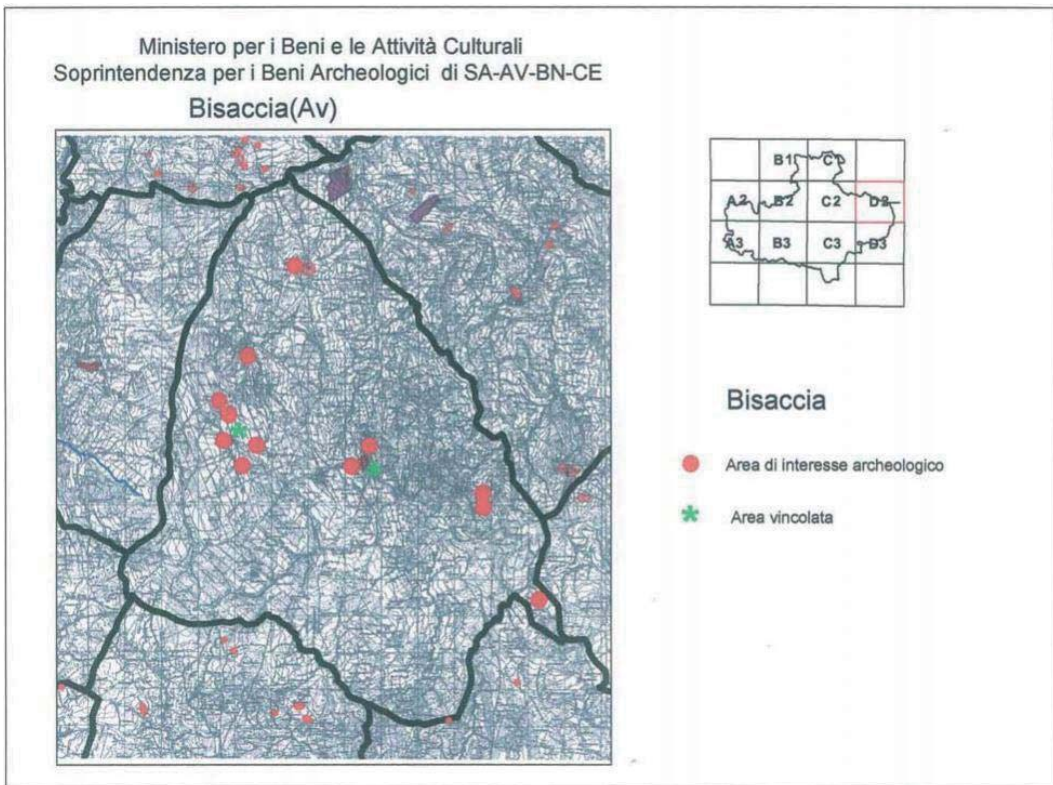 Ministero per i Beni e le Attività Culturali
Soprintendenza per i Beni Archeologici di SA-AV-BN-CE
Bisaccia(Av)
B1 C1
A2 B2 C2 D2
A3 B3 C3 D3
Bisaccia
Area di interesse archeologico
Area vincolata